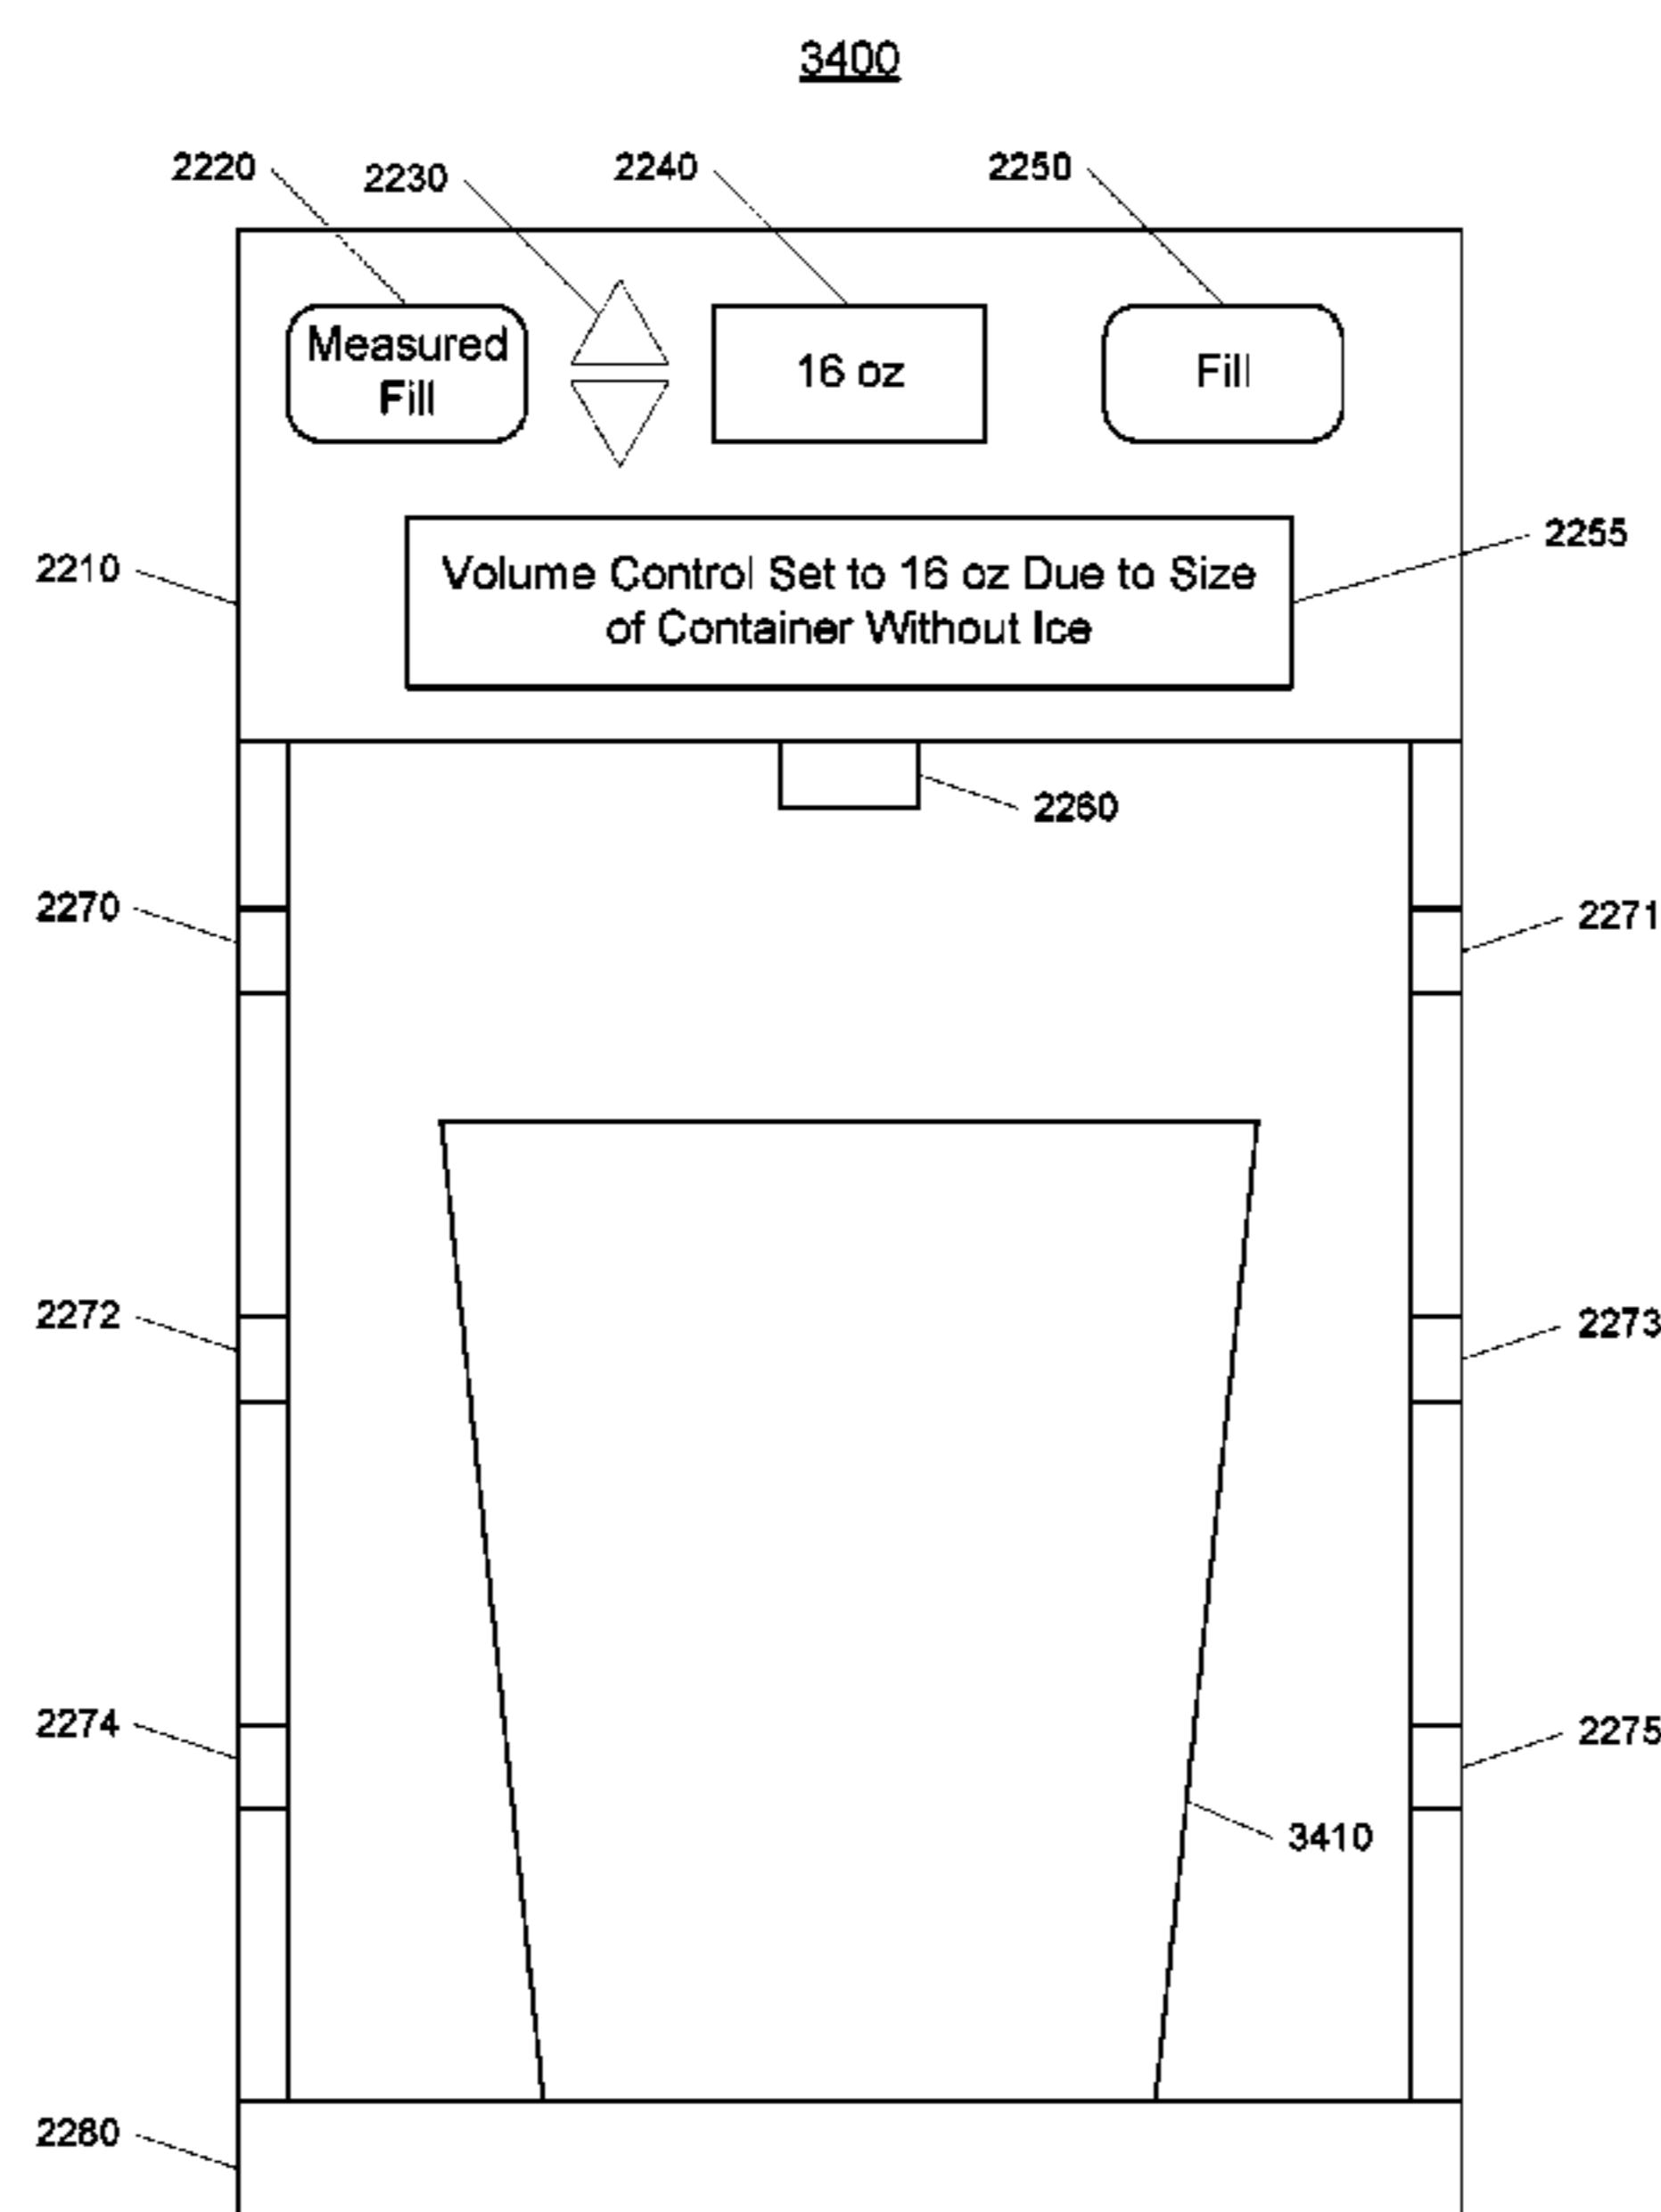 3400
2220
2230
2240
2250
Measured
Fill
16 oz
Fill
2210
Volume Control Set to 16 oz Due to Size
of Container Without Ice
2255
2260
2270
2271
2272
2273
2274
2275
3410
2280